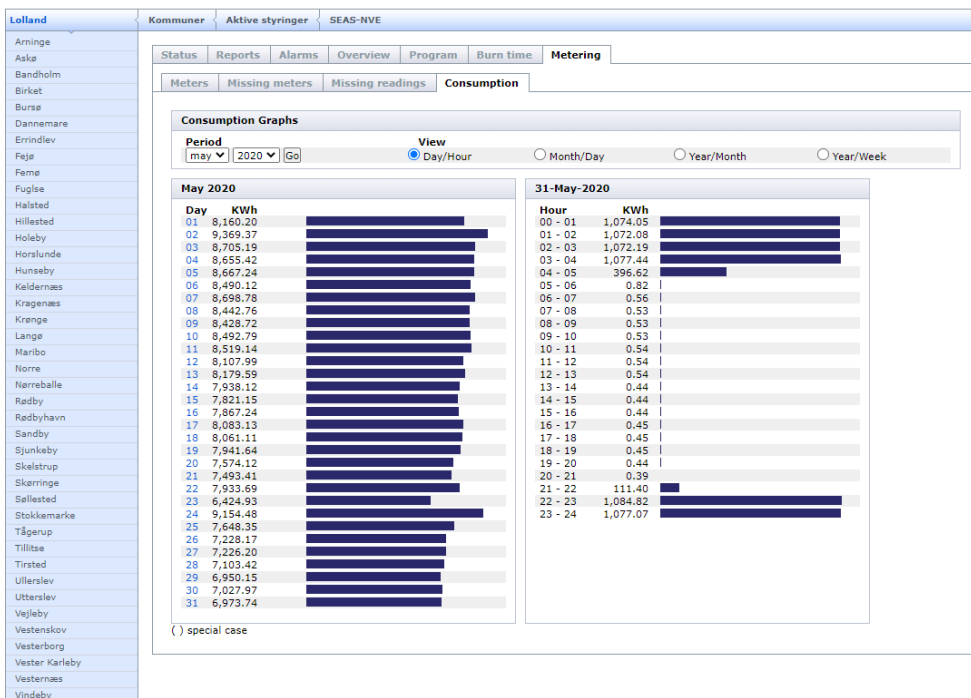 Lolland
Kommuner Aktive styringer SEAS-NVE
Arninge
Askø
Bandholm
Birket
Bursø
Dannemare
Errindlev
Fejø
Femø
Fuglse
Halsted
Hillested
Holeby
Horslunde
Hunseby
Keldernæs
Kragenæs
Krønge
Langø
Maribo
Norre
Nørreballe
Rødby
Rødbyhavn
Sandby
Sjunkeby
Skelstrup
Skørringe
Søllested
Stokkemarke
Tågerup
Tillitse
Tirsted
Ullerslev
Utterslev
Vejleby
Vestenskov
Vesterborg
Vester Karleby
Vesternæs
Vindeby
Status Reports Alarms Overview Program Burn time Metering
Meters Missing meters Missing readings Consumption
Consumption Graphs
Period View
may 2020 Go Day/Hour Month/Day Year/Month Year/Week
May 2020
Day KWh
01 8,160.20
02 9,369.37
03 8,705.19
04 8,655.42
05 8,667.24
06 8,490.12
07 8,698.78
08 8,442.76
09 8,428.72
10 8,492.79
11 8,519.14
12 8,107.99
13 8,179.59
14 7,938.12
15 7,821.15
16 7,867.24
17 8,083.13
18 8,061.11
19 7,941.64
20 7,574.12
21 7,493.41
22 7,933.69
23 6,424.93
24 9,154.48
25 7,648.35
26 7,228.17
27 7,226.20
28 7,103.42
29 6,950.15
30 7,027.97
31 6,973.74
31-May-2020
Hour KWh
00 - 01 1,074.05
01 - 02 1,072.08
02 - 03 1,072.19
03 - 04 1,077.44
04 - 05 396.62
05 - 06 0.82
06 - 07 0.56
07 - 08 0.53
08 - 09 0.53
09 - 10 0.53
10 - 11 0.54
11 - 12 0.54
12 - 13 0.54
13 - 14 0.44
14 - 15 0.44
15 - 16 0.44
16 - 17 0.45
17 - 18 0.45
18 - 19 0.45
19 - 20 0.44
20 - 21 0.39
21 - 22 111.40
22 - 23 1,084.82
23 - 24 1,077.07
( ) special case